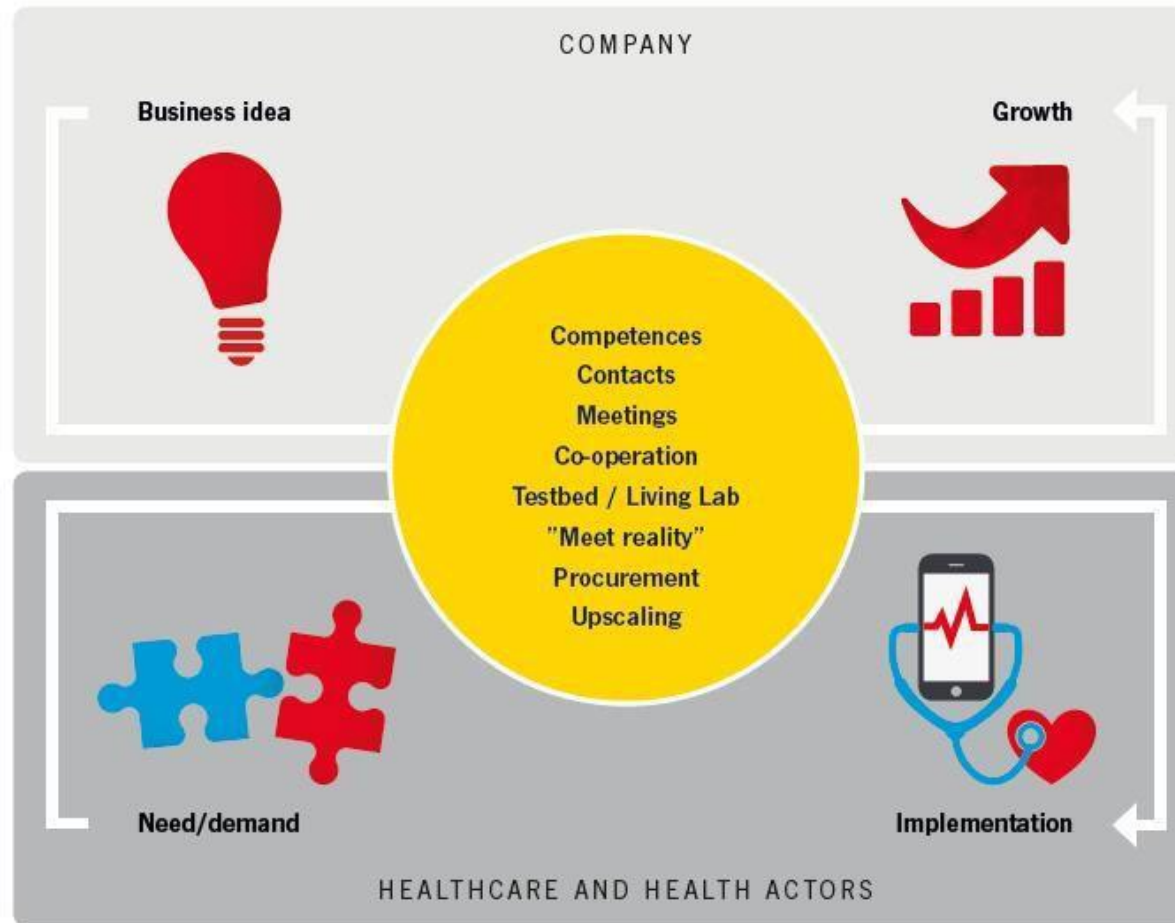 COMPANY
Business idea
Growth
Competences
Contacts
Meetings
Co-operation
Testbed / Living Lab
”Meet reality”
Procurement
Upscaling
Need/demand
Implementation
HEALTHCARE AND HEALTH ACTORS